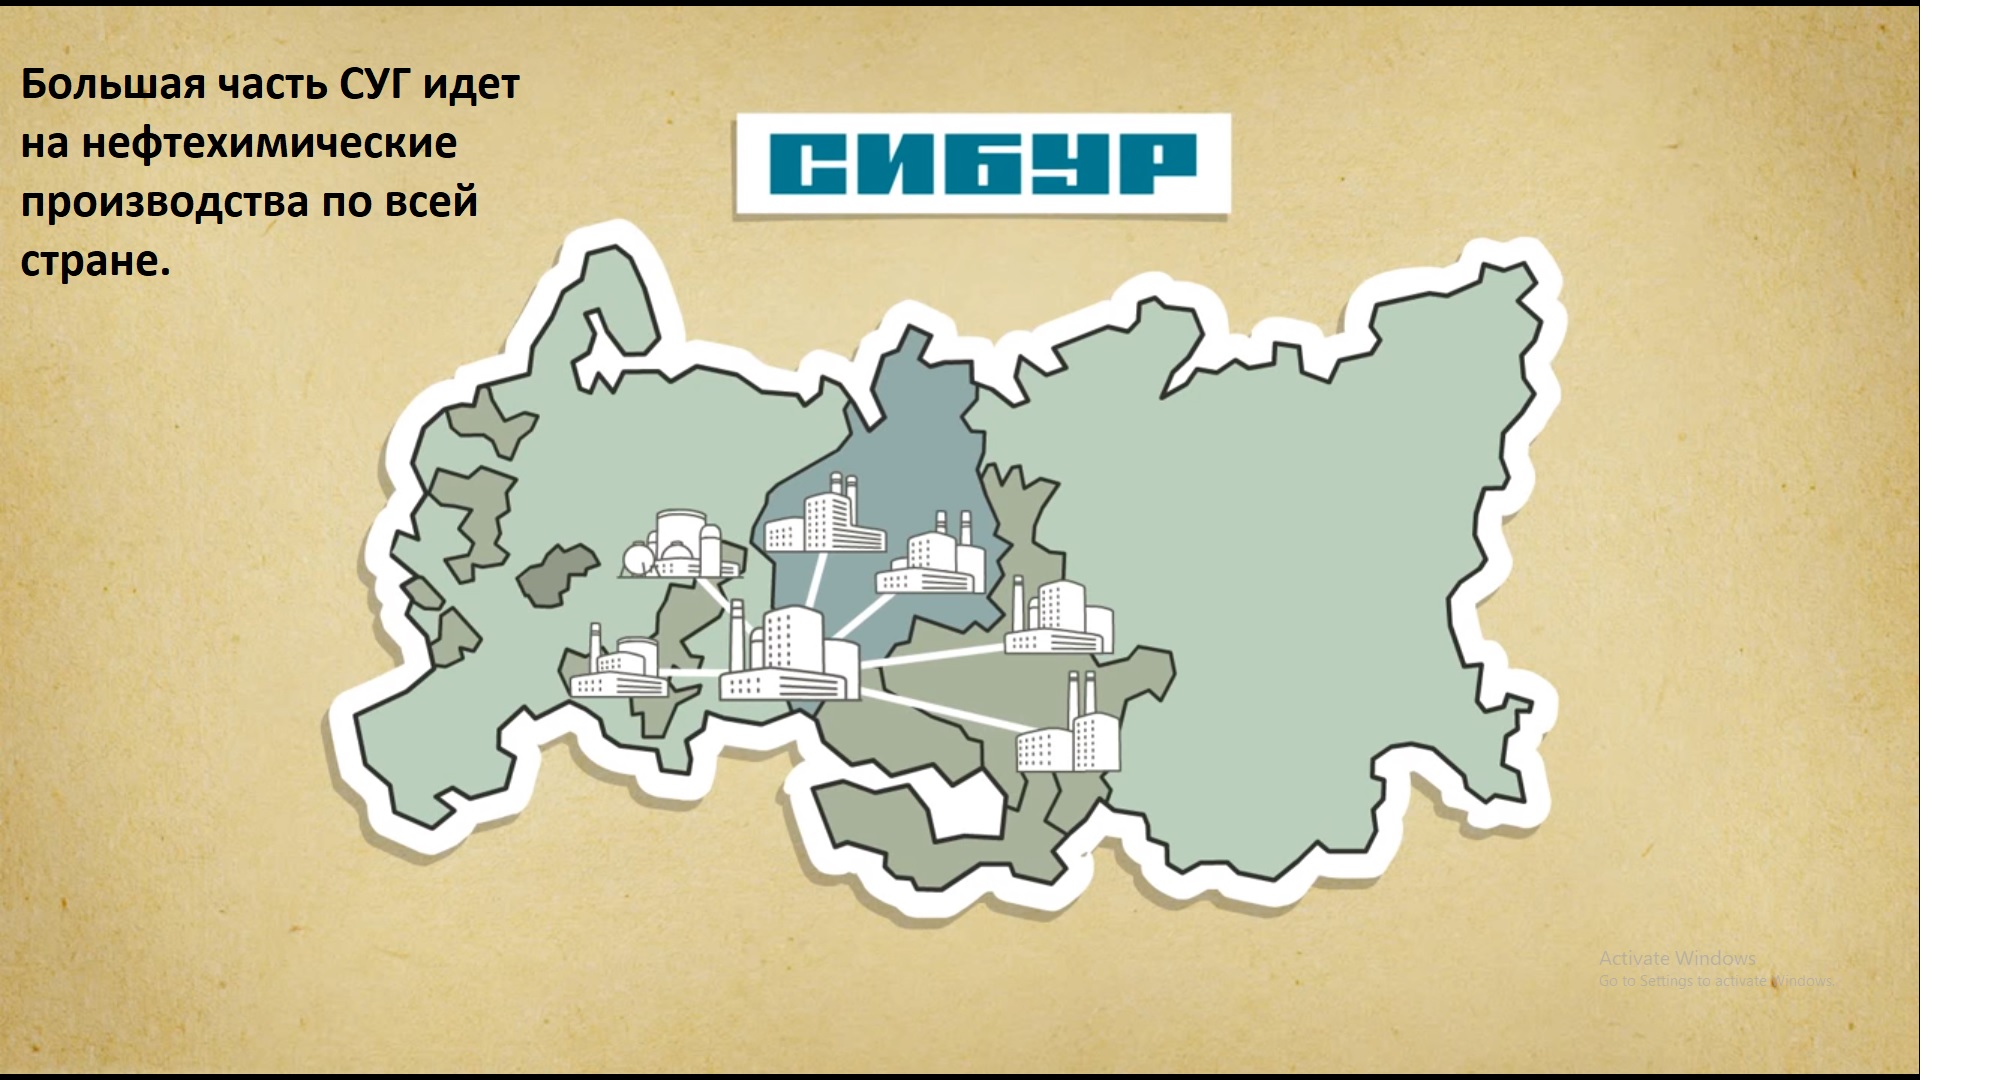 Большая часть СУГ идет
на нефтехимические
производства по всей
стране.
СИБУР
Activate Windows
Go to Settings to activate Windows.